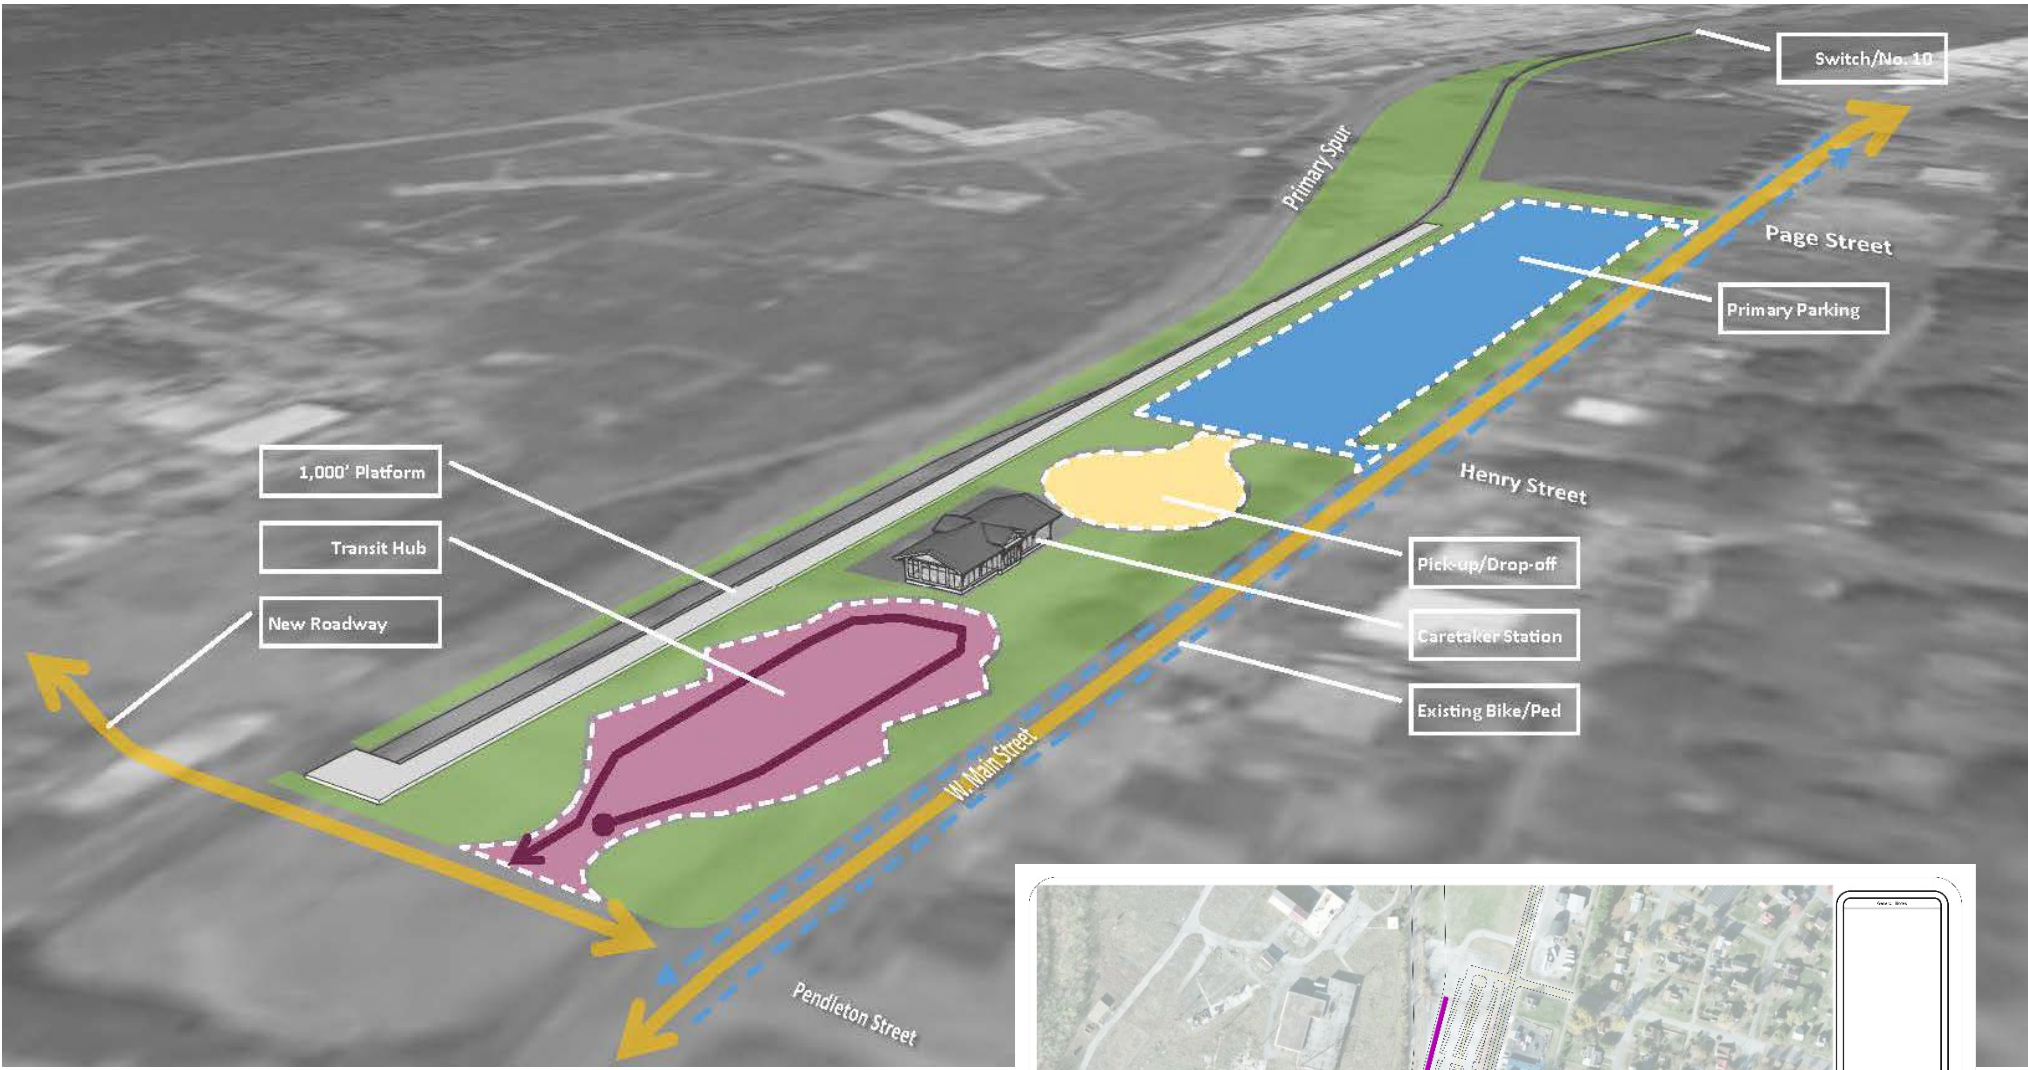 Switch/No. 10
Primary Spur
Page Street
Primary Parking
1,000' Platform
Henry Street
Transit Hub
Pick-up/Drop-off
New Roadway
Caretaker Station
Existing Bike/Ped
W. Main Street
Pendleton Street